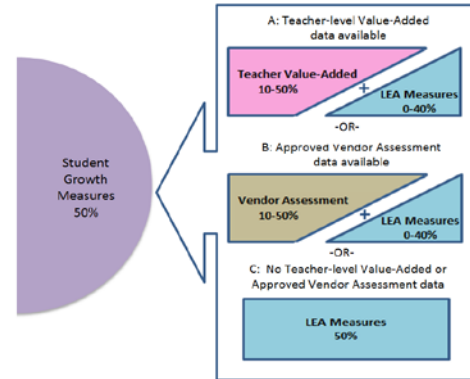 Student
Growth
Measures
50%
A: Teacher-level Value-Added
data available
Teacher Value-Added
10-50%
+
LEA Measures
0-40%
-OR-
B: Approved Vendor Assessment
data available
Vendor Assessment
10-50%
+
LEA Measures
0-40%
-OR-
C: No Teacher-level Value-Added or
Approved Vendor Assessment data
LEA Measures
50%